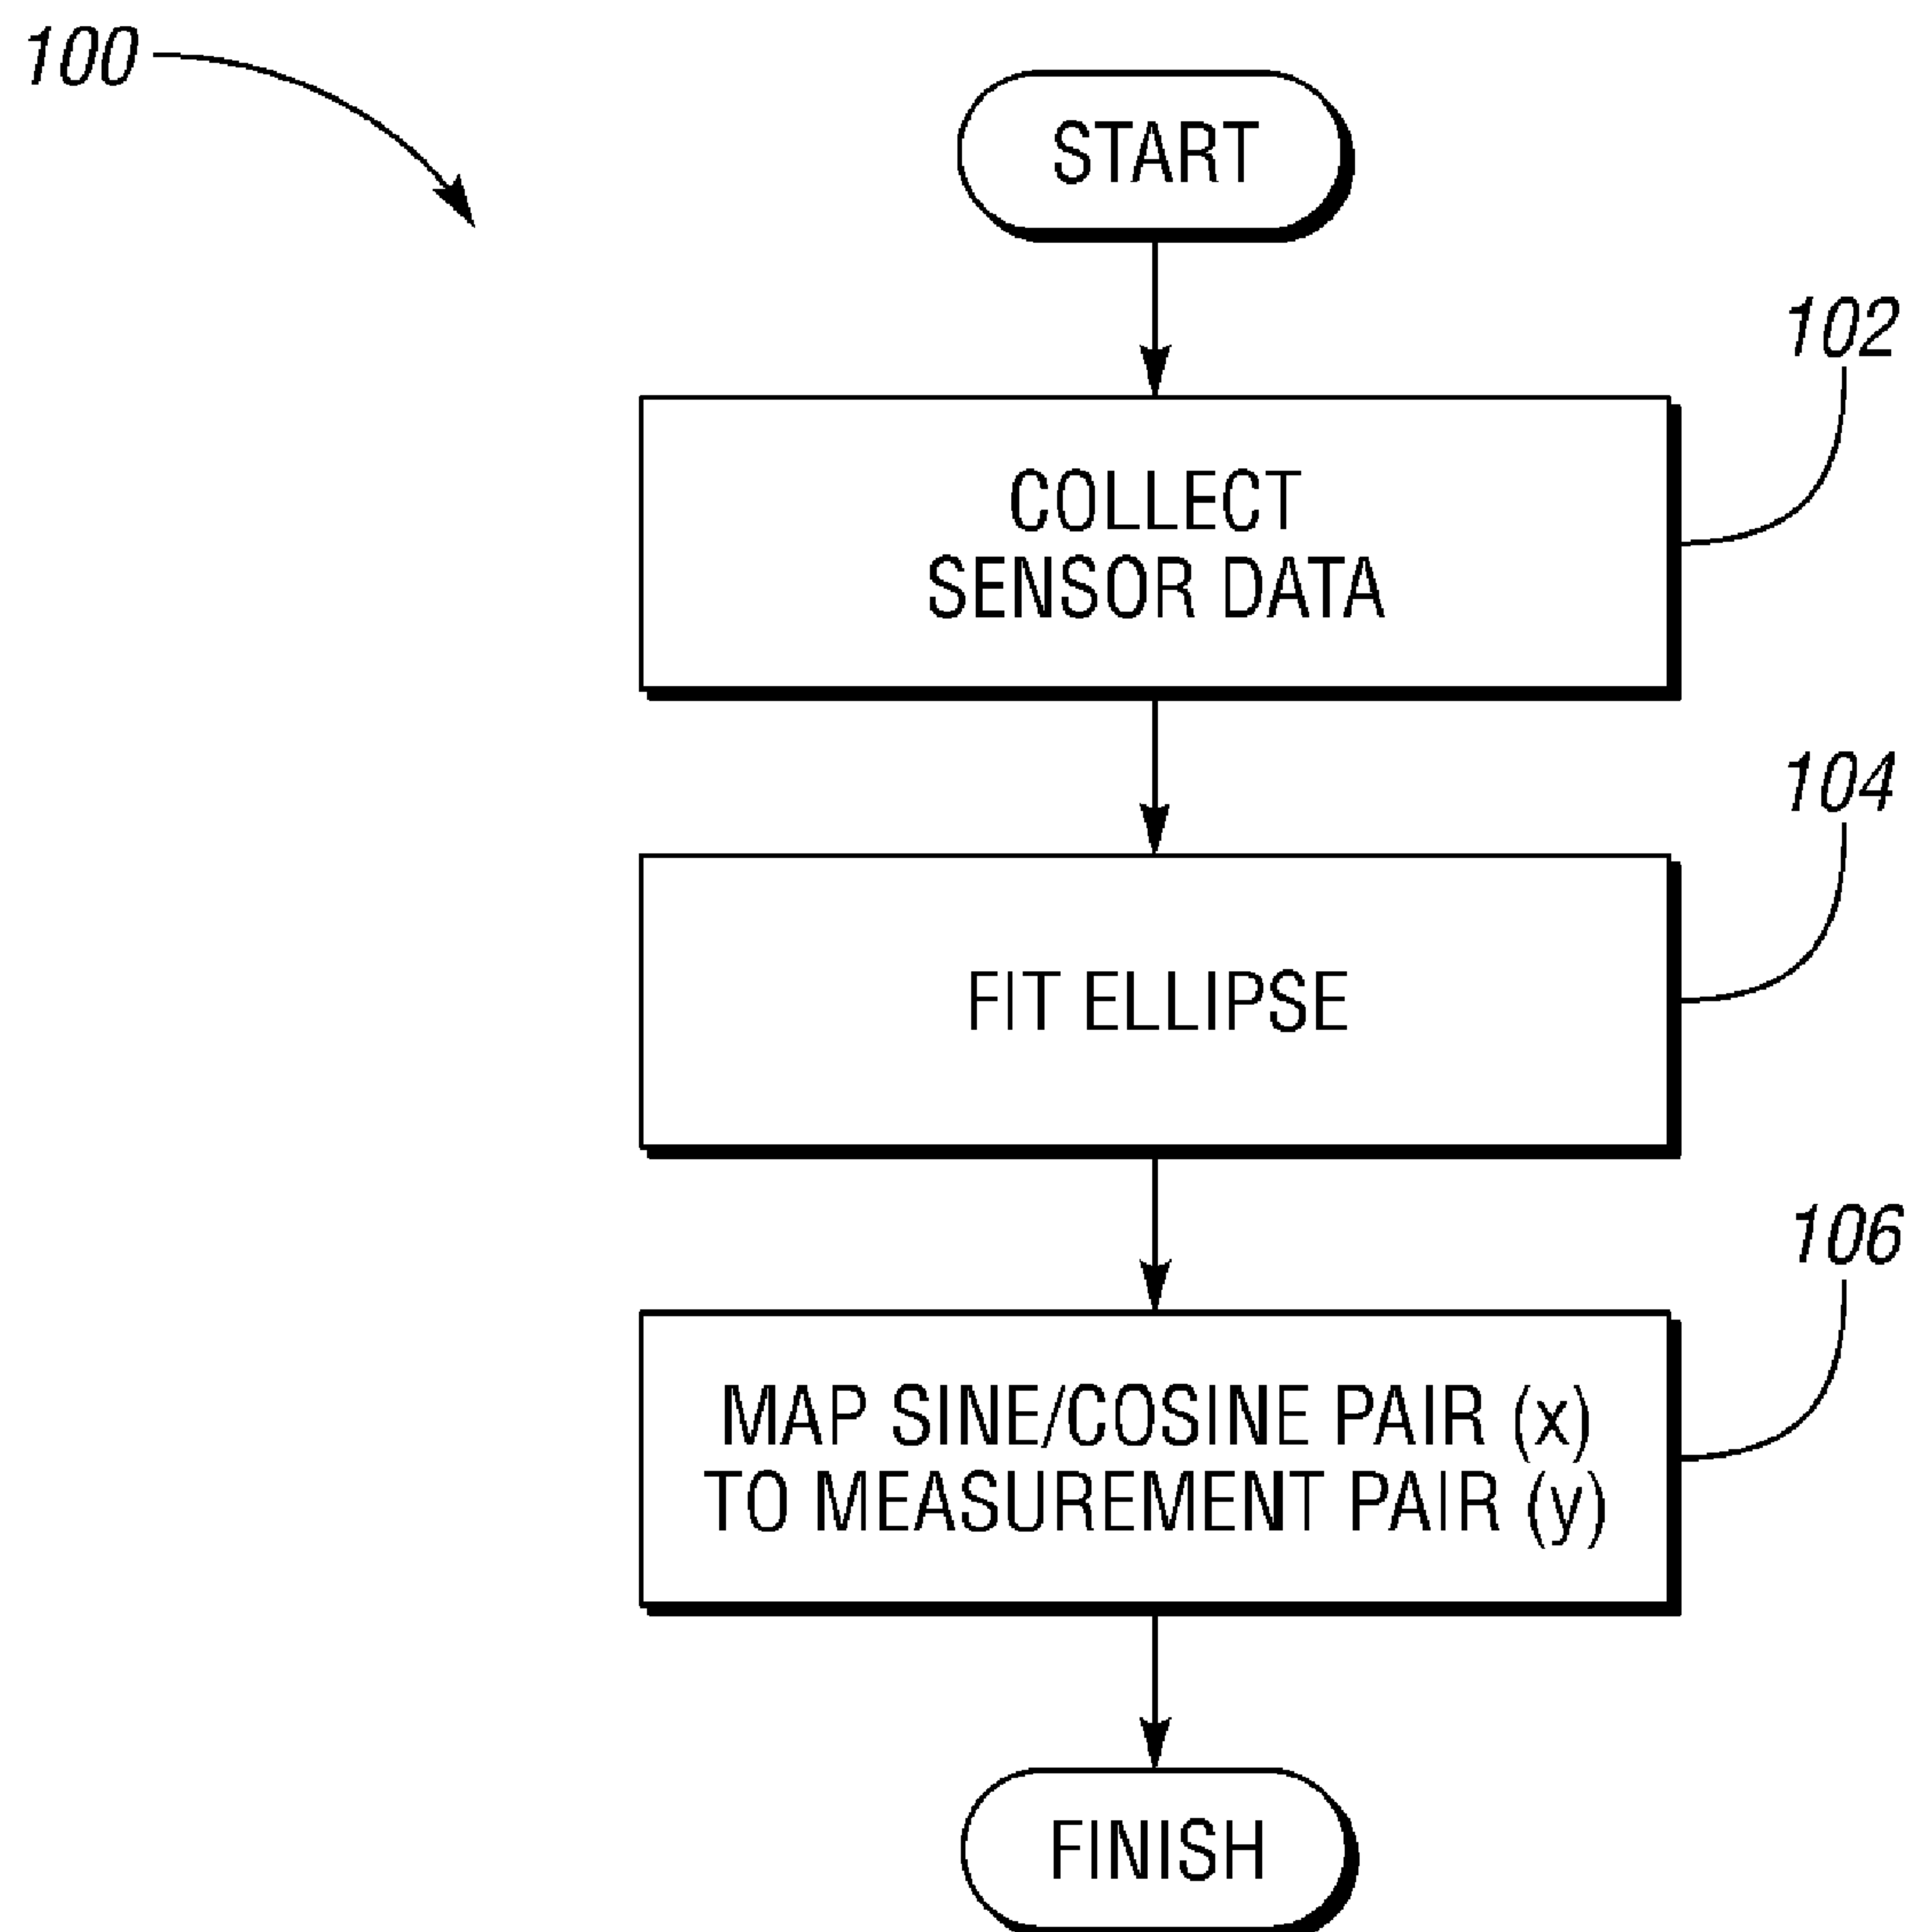 100
START
102
COLLECT
SENSOR DATA
104
FIT ELLIPSE
106
MAP SINE/COSINE PAIR (x)
TO MEASUREMENT PAIR (y)
FINISH